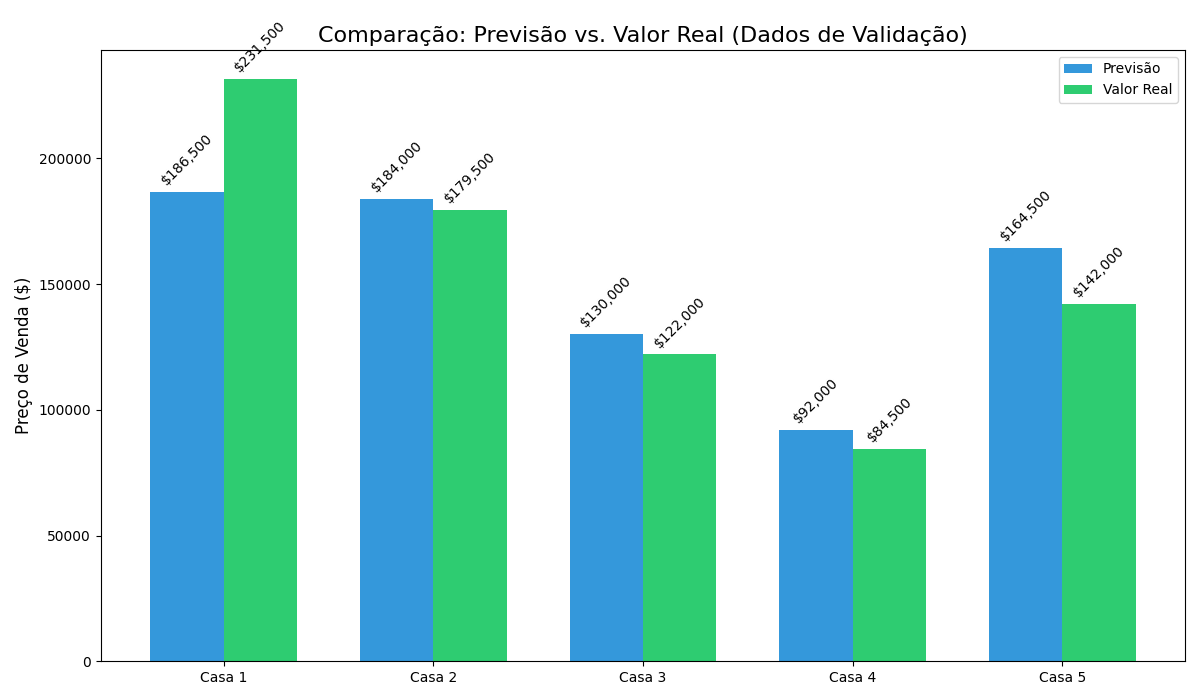 Comparação: Previsão vs. Valor Real (Dados de Validação)
Previsão
Valor Real
Preço de Venda ($)
200000
150000
100000
50000
0
$186,500
$231,500
$184,000
$179,500
$130,000
$122,000
$92,000
$84,500
$164,500
$142,000
Casa 1
Casa 2
Casa 3
Casa 4
Casa 5